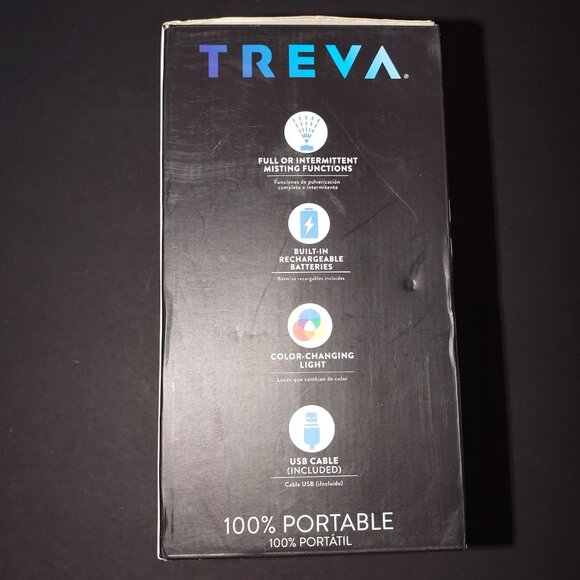 TREVA®
FULL OR INTERMITTENT
MISTING FUNCTIONS
Funciones de pulverización
completa o intermitente
BUILT-IN
RECHARGEABLE
BATTERIES
Baterías recargables incluidas
COLOR-CHANGING
LIGHT
Luces que cambian de color
USB CABLE
(INCLUDED)
Cable USB (iIncluido)
100% PORTABLE
100% PORTÁTIL